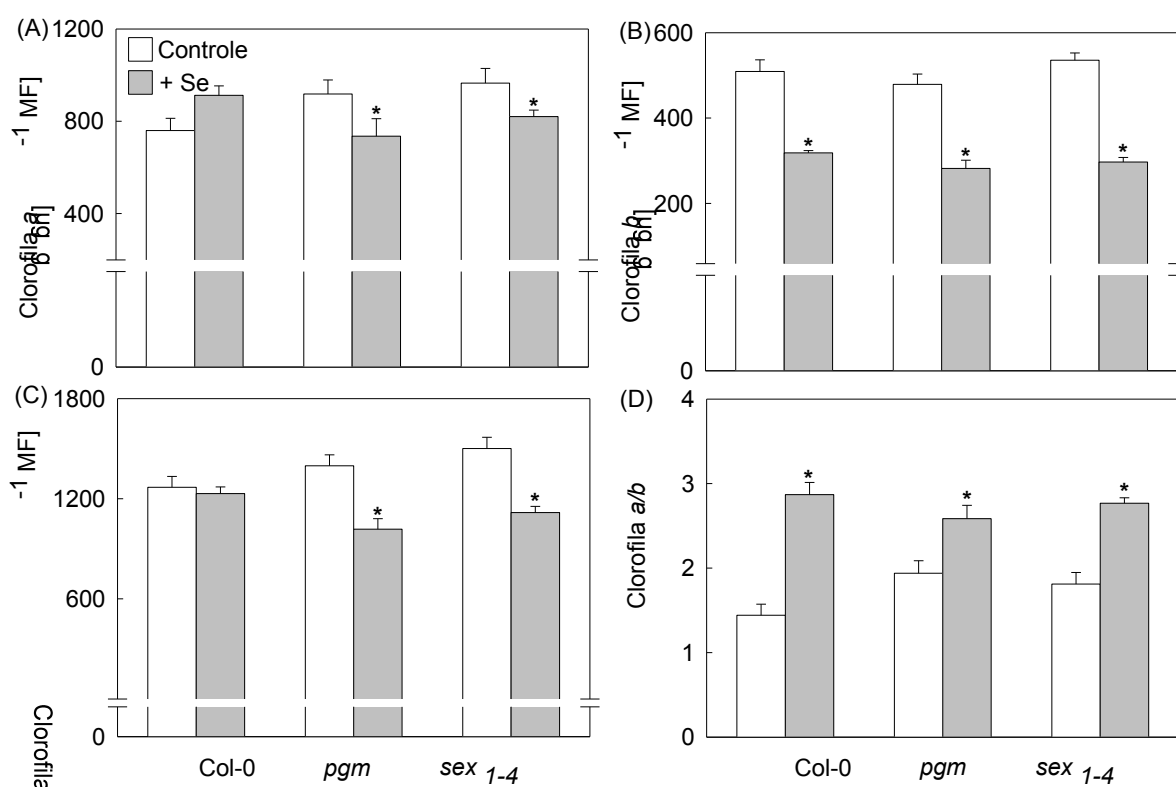 (A)
1200
Controle
+ Se
*
*
800
400
0
Clorofila a
-1 MF]
(B)
600
*
*
*
400
200
0
Clorofila b
-1 MF]
(C)
1800
1200
*
*
600
0
Clorofila
-1 MF]
Col-0 pgm sex 1-4
(D)
4
*
*
*
3
2
1
0
Clorofila a/b
Col-0 pgm sex 1-4